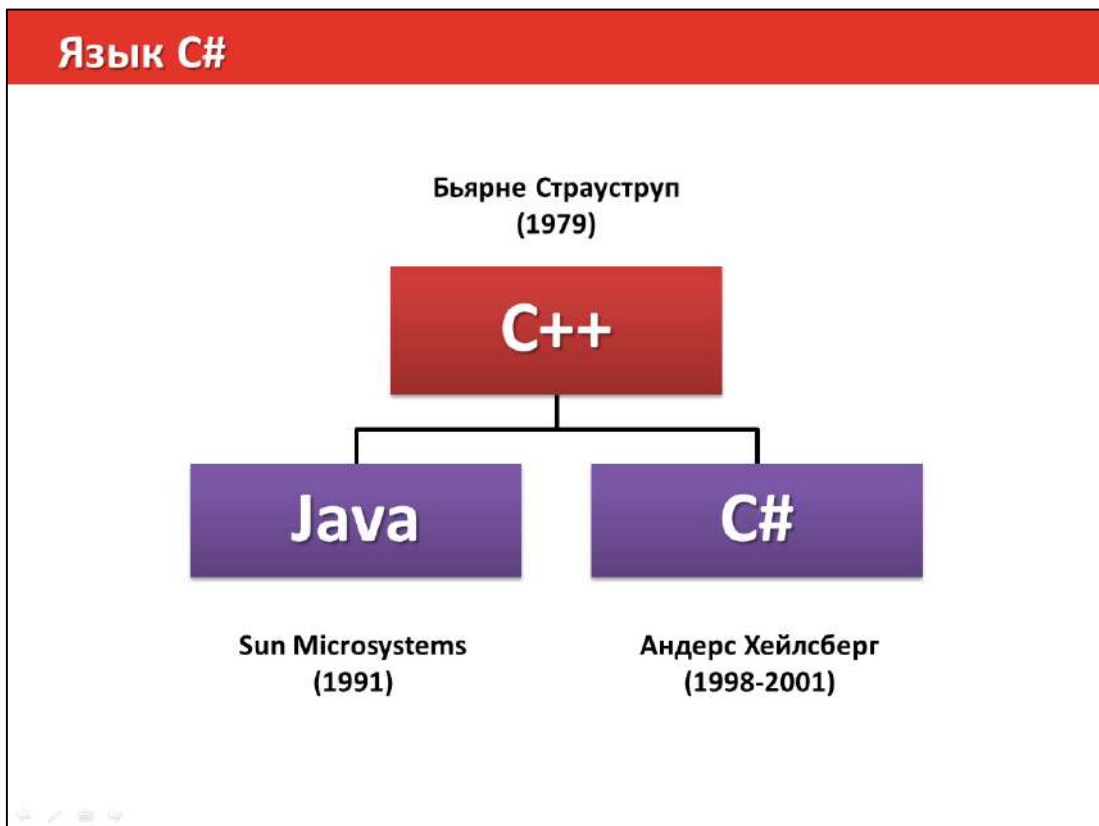 Язык C#
Бьярне Страуструп
(1979)
C++
Java
C#
Sun Microsystems
(1991)
Андерс Хейлсберг
(1998-2001)